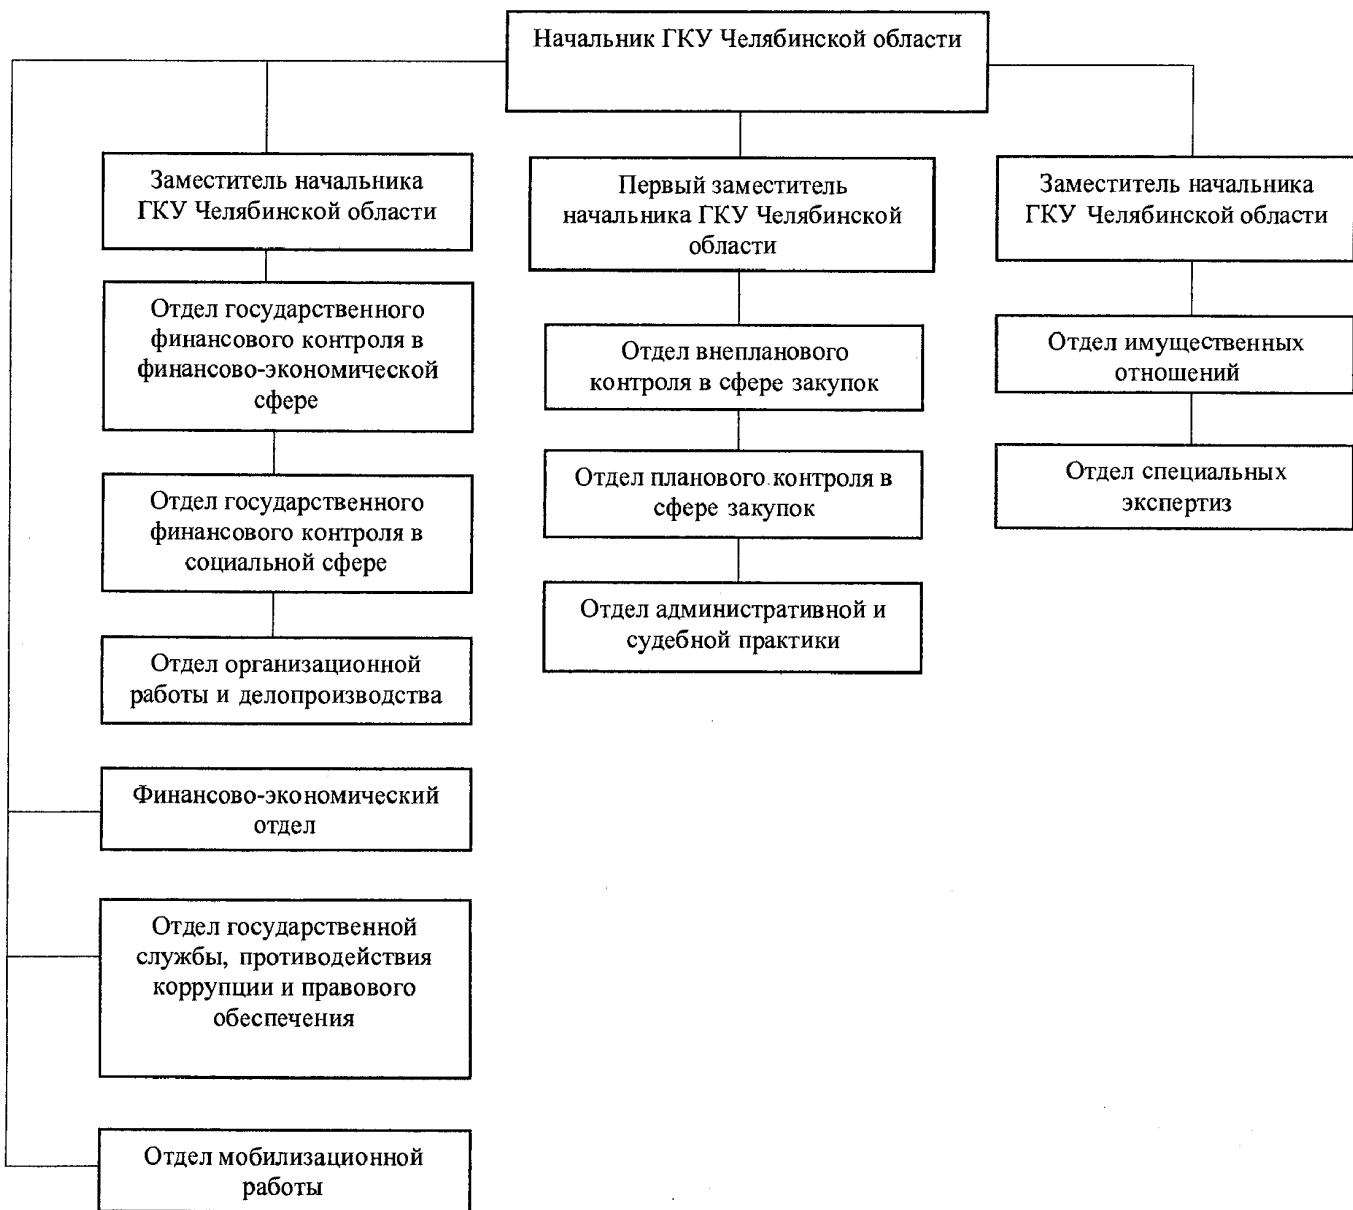 Начальник ГКУ Челябинской области
Заместитель начальника
ГКУ Челябинской области
Отдел государственного
финансового контроля в
финансово-экономической
сфере
Отдел государственного
финансового контроля в
социальной сфере
Отдел организационной
работы и делопроизводства
Финансово-экономический
отдел
Отдел государственной
службы, противодействия
коррупции и правового
обеспечения
Отдел мобилизационной
работы
Первый заместитель
начальника ГКУ Челябинской
области
Отдел внепланового
контроля в сфере закупок
Отдел планового контроля в
сфере закупок
Отдел административной и
судебной практики
Заместитель начальника
ГКУ Челябинской области
Отдел имущественных
отношений
Отдел специальных
экспертиз